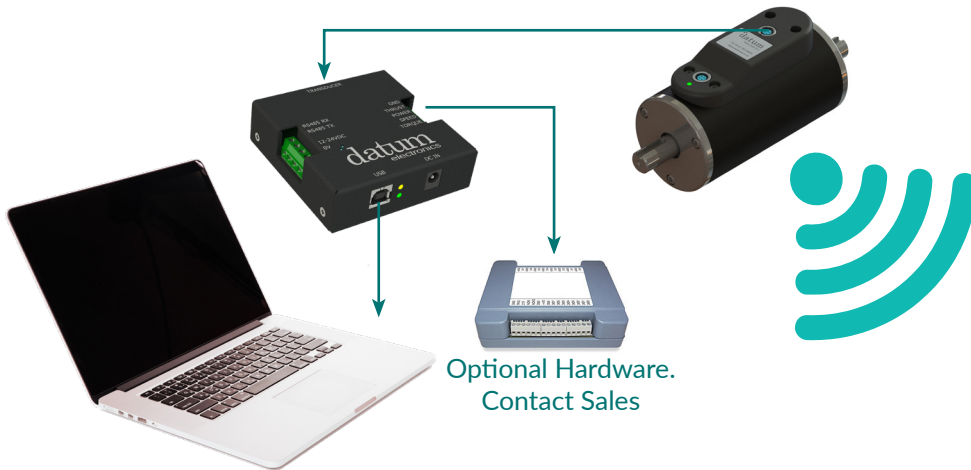 datum
TRANSDUCER
GND
THRUST
POWER
SPEED
TORQUE
RS485 RX
RS485 TX
12-24VDC
0V
datum
electronics
USB
DC IN
Optional Hardware.
Contact Sales